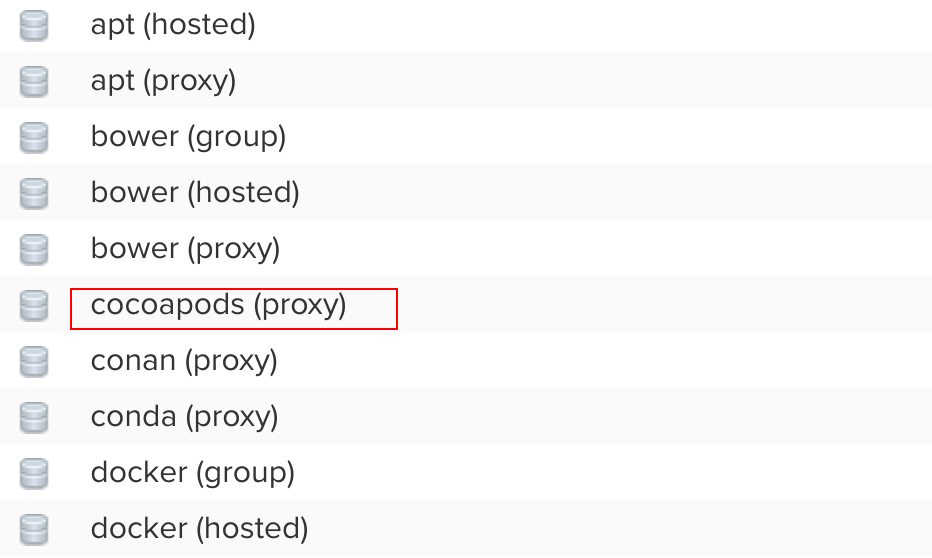 apt (hosted)
apt (proxy)
bower (group)
bower (hosted)
bower (proxy)
cocoapods (proxy)
conan (proxy)
conda (proxy)
docker (group)
docker (hosted)